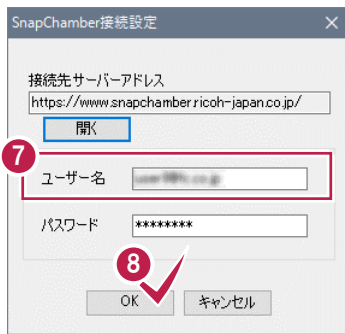 SnapChamber接続設定
接続先サーバーアドレス
https://www.snapchamber.ricoh-japan.co.jp/
開く
7
ユーザー名
パスワード
********
8
OK
キャンセル